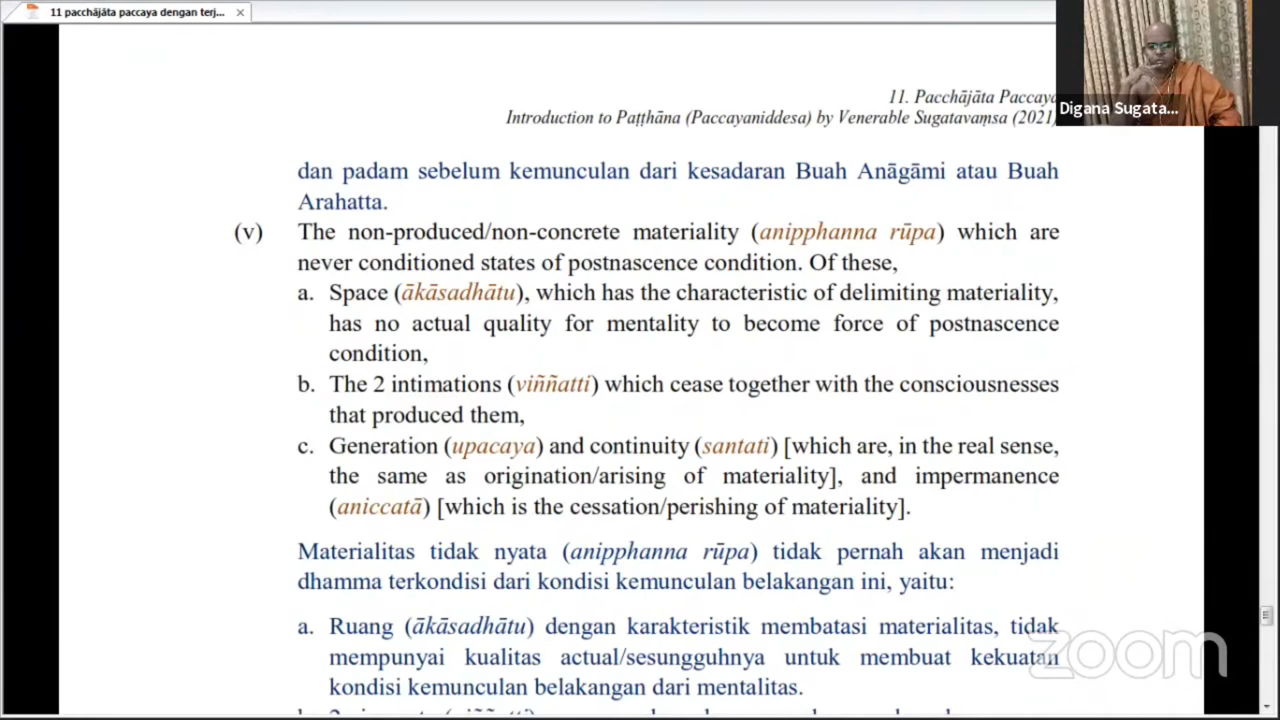 11 pacchājāta paccaya dengan terj...
11. Pacchājāta Paccaya
Introduction to Paṭṭhāna (Paccayaniddesa) by Venerable Sugatavaṃsa (2021)
Digana Sugata...
dan padam sebelum kemunculan dari kesadaran Buah Anāgāmi atau Buah
Arahatta.
(v) The non-produced/non-concrete materiality (anipphanna rūpa) which are
never conditioned states of postnascence condition. Of these,
a. Space (ākāsadhātu), which has the characteristic of delimiting materiality,
has no actual quality for mentality to become force of postnascence
condition,
b. The 2 intimations (viññatti) which cease together with the consciousnesses
that produced them,
c. Generation (upacaya) and continuity (santati) [which are, in the real sense,
the same as origination/arising of materiality], and impermanence
(aniccatā) [which is the cessation/perishing of materiality].
Materialitas tidak nyata (anipphanna rūpa) tidak pernah akan menjadi
dhamma terkondisi dari kondisi kemunculan belakangan ini, yaitu:
a. Ruang (ākāsadhātu) dengan karakteristik membatasi materialitas, tidak
mempunyai kualitas actual/sesungguhnya untuk membuat kekuatan
kondisi kemunculan belakangan dari mentalitas.
zoom